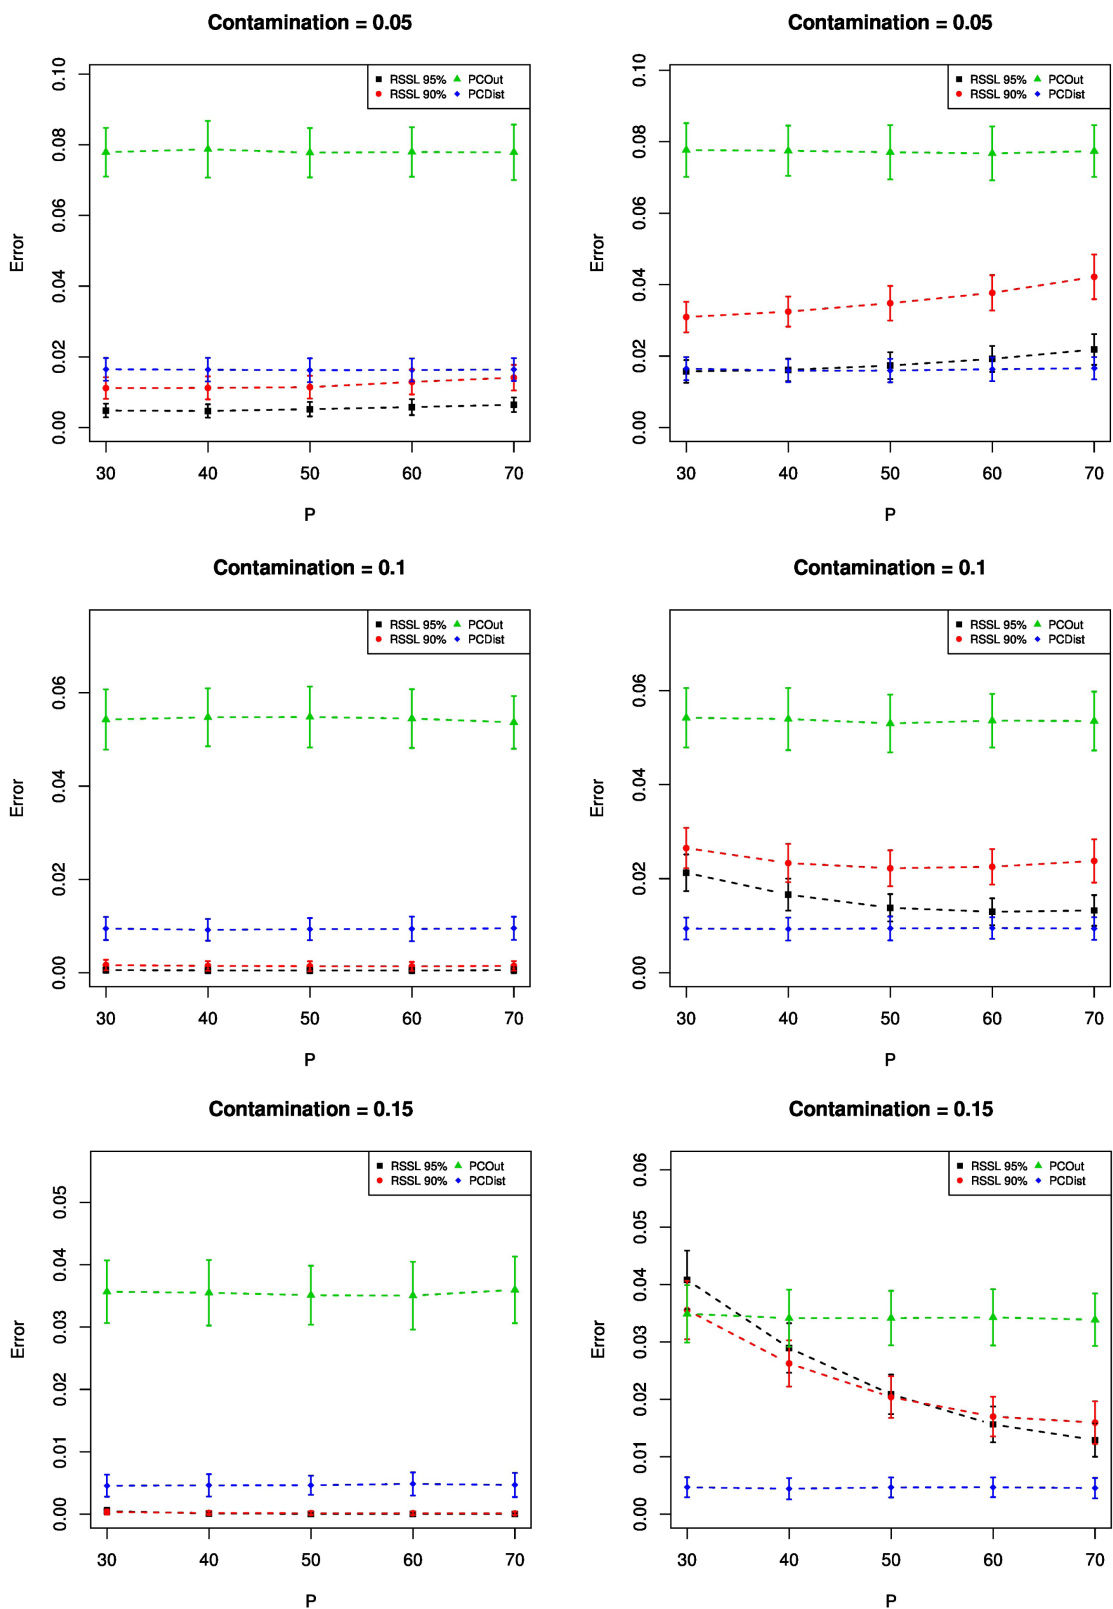 Contamination = 0.05
RSSL 95% PCOut
RSSL 90% PCDist
0.10
0.08
0.06
0.04
0.02
0.00
Error
30 40 50 60 70
P
Contamination = 0.05
RSSL 95% PCOut
RSSL 90% PCDist
0.10
0.08
0.06
0.04
0.02
0.00
Error
30 40 50 60 70
P
Contamination = 0.1
RSSL 95% PCOut
RSSL 90% PCDist
0.06
0.04
0.02
0.00
Error
30 40 50 60 70
P
Contamination = 0.1
RSSL 95% PCOut
RSSL 90% PCDist
0.06
0.04
0.02
0.00
Error
30 40 50 60 70
P
Contamination = 0.15
RSSL 95% PCOut
RSSL 90% PCDist
0.05
0.04
0.03
0.02
0.01
0.00
Error
30 40 50 60 70
P
Contamination = 0.15
RSSL 95% PCOut
RSSL 90% PCDist
0.06
0.05
0.04
0.03
0.02
0.01
0.00
Error
30 40 50 60 70
P